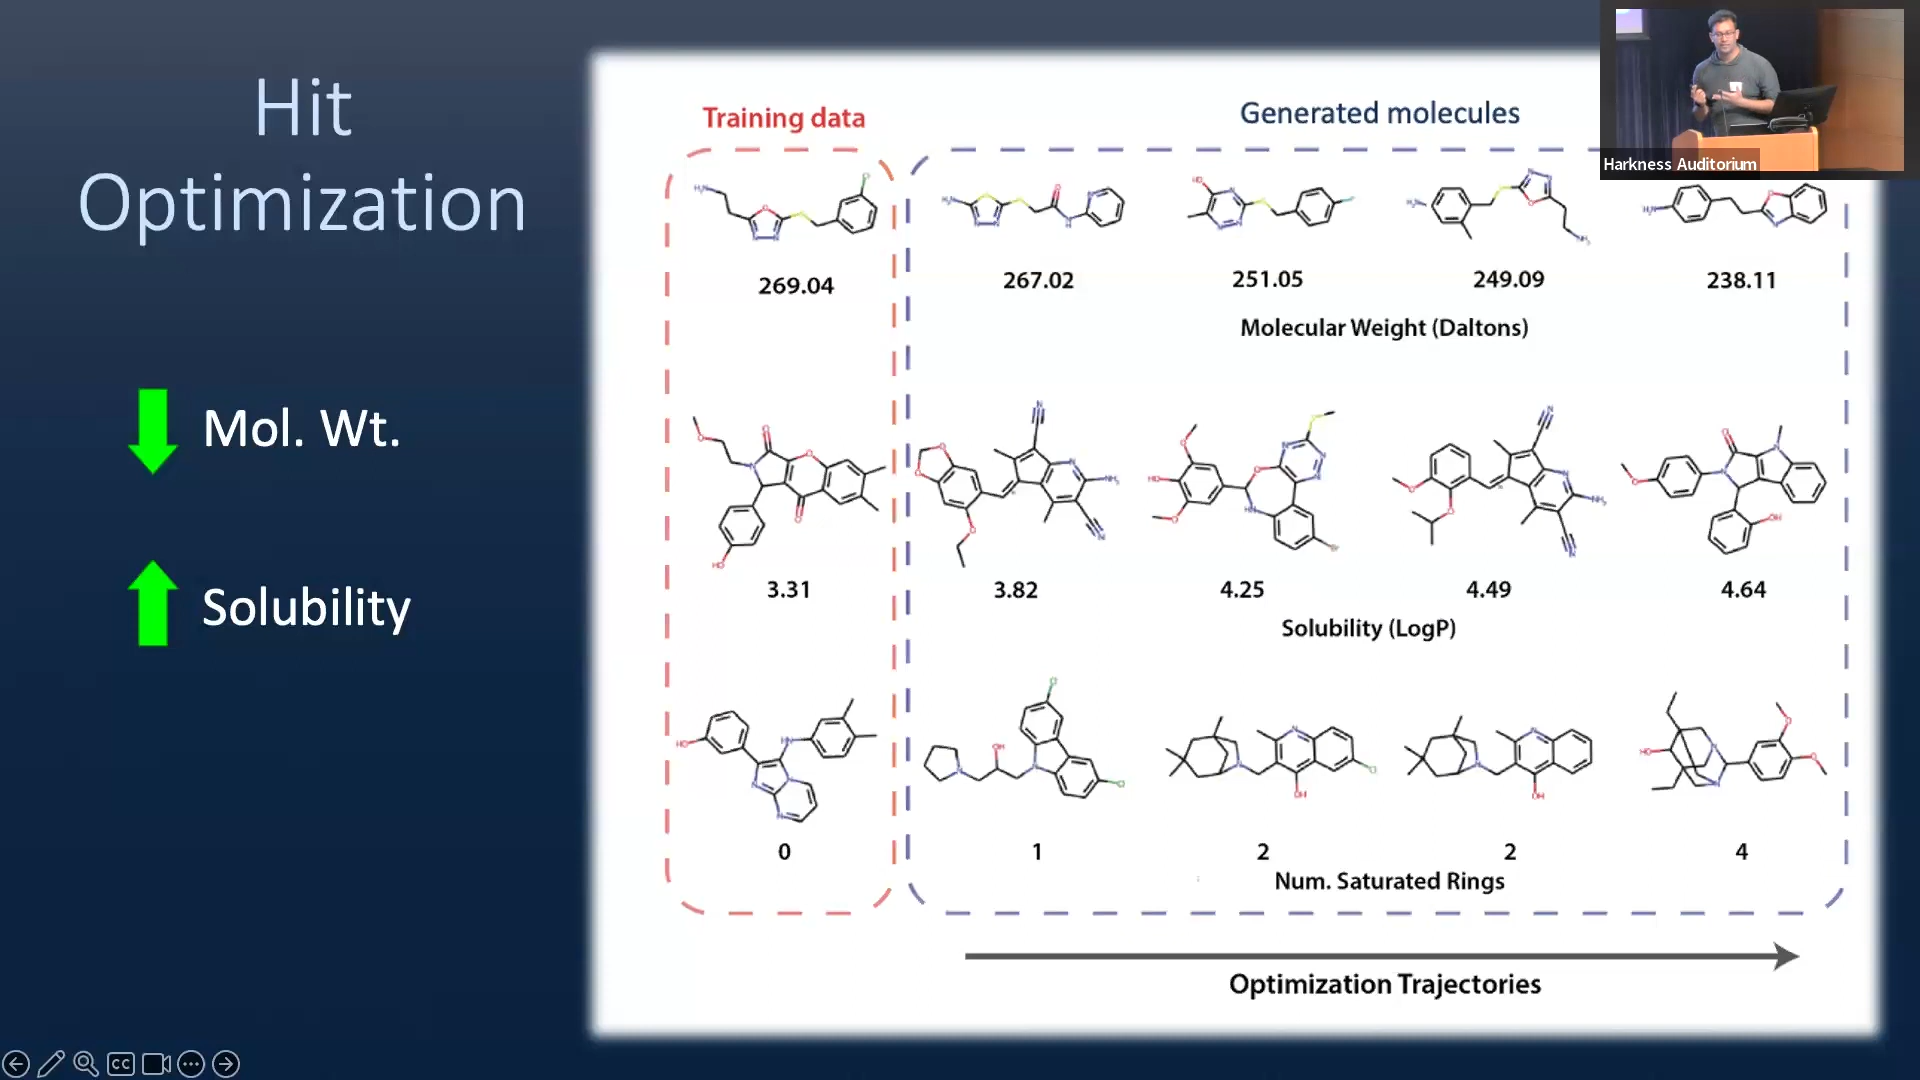 Hit
Optimization
Mol. Wt.
Solubility
Training data
Generated molecules
Harkness Auditorium
269.04
267.02
251.05
249.09
238.11
Molecular Weight (Daltons)
3.31
3.82
4.25
4.49
4.64
Solubility (LogP)
0
1
2
2
4
Num. Saturated Rings
Optimization Trajectories
CC